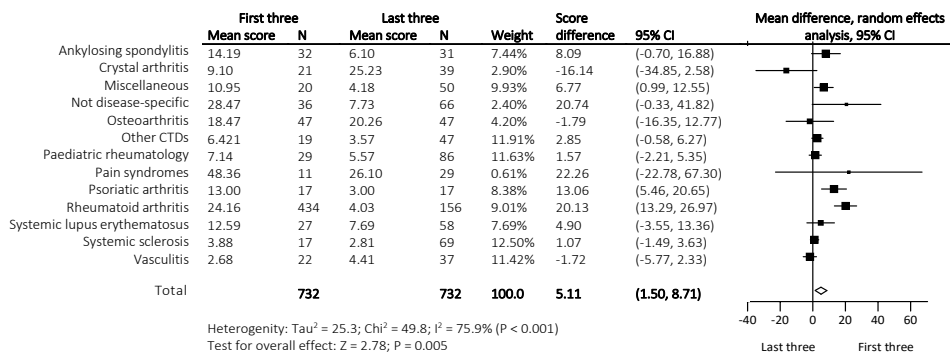 First three Last three Score Mean difference, random effects
Mean score N Mean score N Weight difference 95% CI analysis, 95% CI
Ankylosing spondylitis 14.19 32 6.10 31 7.44% 8.09 (-0.70, 16.88)
Crystal arthritis 9.10 21 25.23 39 2.90% -16.14 (-34.85, 2.58)
Miscellaneous 10.95 20 4.18 50 9.93% 6.77 (0.99, 12.55)
Not disease-specific 28.47 36 7.73 66 2.40% 20.74 (-0.33, 41.82)
Osteoarthritis 18.47 47 20.26 47 4.20% -1.79 (-16.35, 12.77)
Other CTDs 6.421 19 3.57 47 11.91% 2.85 (-0.58, 6.27)
Paediatric rheumatology 7.14 29 5.57 86 11.63% 1.57 (-2.21, 5.35)
Pain syndromes 48.36 11 26.10 29 0.61% 22.26 (-22.78, 67.30)
Psoriatic arthritis 13.00 17 3.00 17 8.38% 13.06 (5.46, 20.65)
Rheumatoid arthritis 24.16 434 4.03 156 9.01% 20.13 (13.29, 26.97)
Systemic lupus erythematosus 12.59 27 7.69 58 7.69% 4.90 (-3.55, 13.36)
Systemic sclerosis 3.88 17 2.81 69 12.50% 1.07 (-1.49, 3.63)
Vasculitis 2.68 22 4.41 37 11.42% -1.72 (-5.77, 2.33)
Total 732 732 100.0 5.11 (1.50, 8.71)
-40 -20 0 20 40 60
Heterogenity: Tau² = 25.3; Chi² = 49.8; I² = 75.9% (P < 0.001)
Test for overall effect: Z = 2.78; P = 0.005
Last three First three